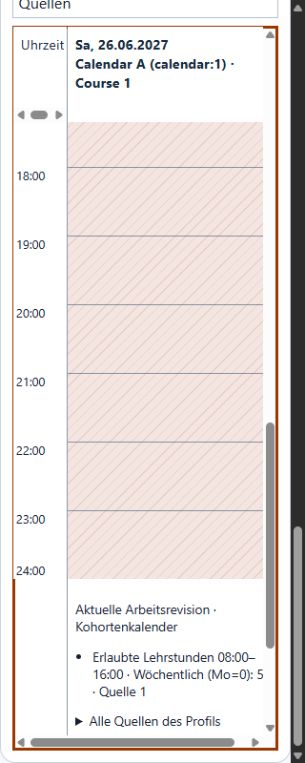 Quellen
Uhrzeit
Sa, 26.06.2027
Calendar A (calendar:1) ·
Course 1
18:00
19:00
20:00
21:00
22:00
23:00
24:00
Aktuelle Arbeitsrevision ·
Kohortenkalender
• Erlaubte Lehrstunden 08:00–
16:00 · Wöchentlich (Mo=0): 5
· Quelle 1
▶ Alle Quellen des Profils